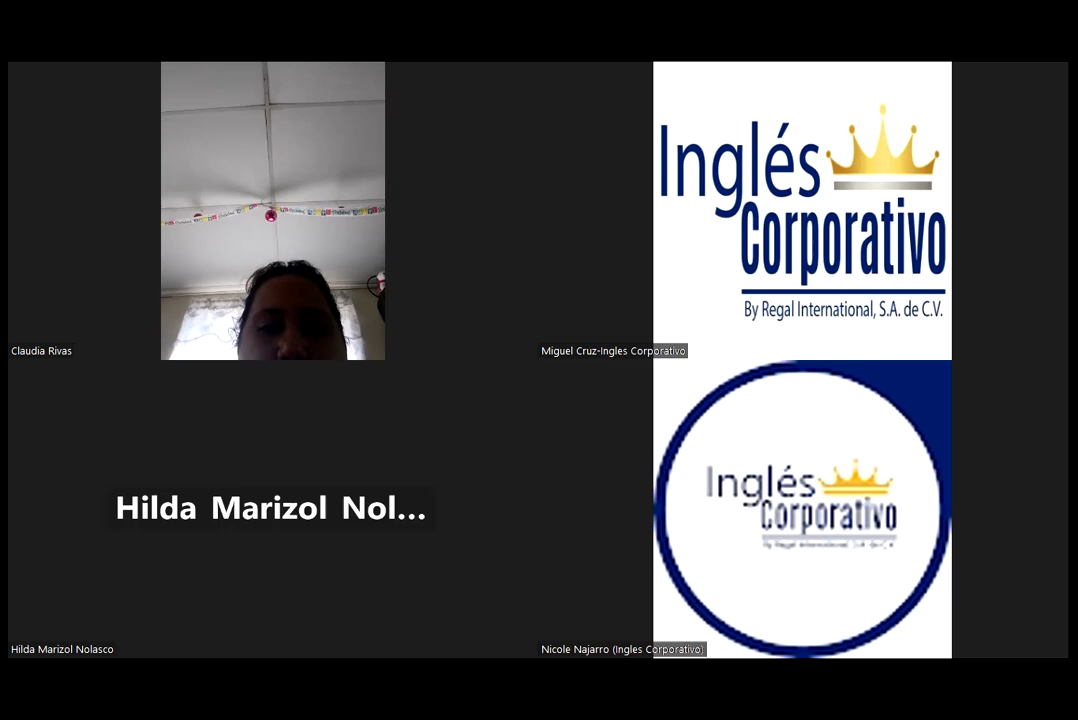 Inglés
Corporativo
By Regal International, S.A. de C.V.
Claudia Rivas
Miguel Cruz-Ingles Corporativo
Hilda Marizol Nol...
Inglés
Corporativo
Hilda Marizol Nolasco
Nicole Najarro (Ingles Corporativo)